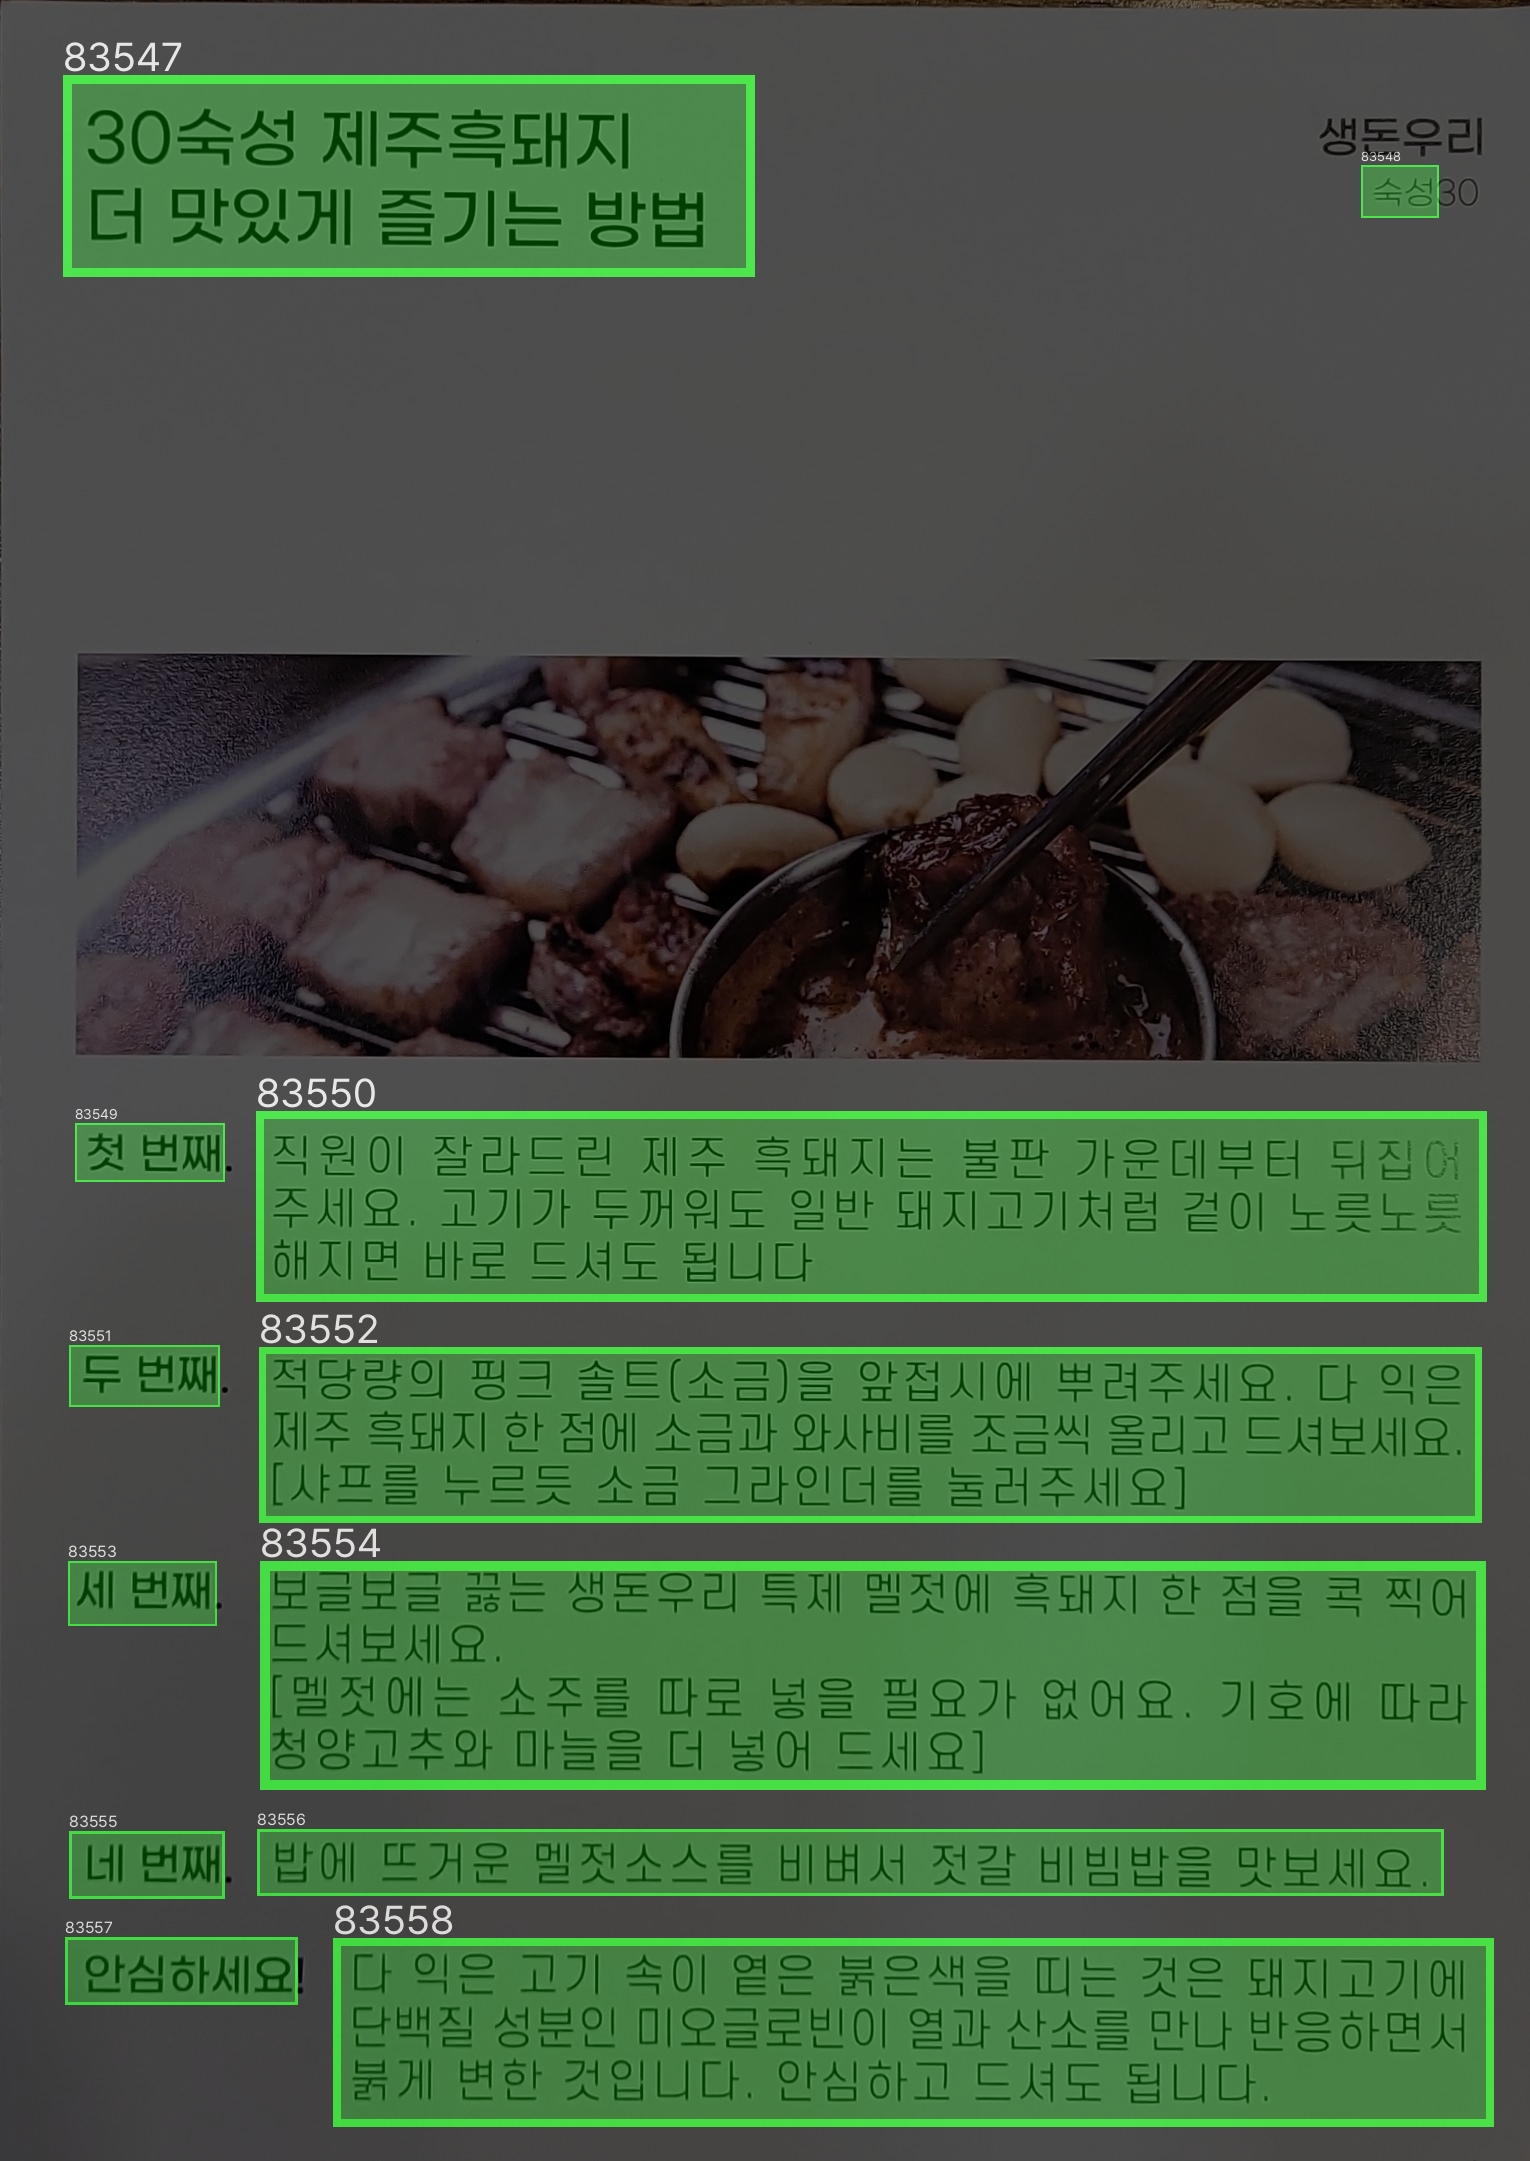 83547
30숙성 제주흑돼지
더 맛있게 즐기는 방법
생돈우리
83548
숙성30
83549
첫 번째.
83550
직원이 잘라드린 제주 흑돼지는 불판 가운데부터 뒤집어
주세요. 고기가 두꺼워도 일반 돼지고기처럼 겉이 노릇노릇
해지면 바로 드셔도 됩니다
83551
두 번째.
83552
적당량의 핑크 솔트(소금)을 앞접시에 뿌려주세요. 다 익은
제주 흑돼지 한 점에 소금과 와사비를 조금씩 올리고 드셔보세요.
[샤프를 누르듯 소금 그라인더를 눌러주세요]
83553
세 번째.
83554
보글보글 끓는 생돈우리 특제 멜젓에 흑돼지 한 점을 콕 찍어
드셔보세요.
[멜젓에는 소주를 따로 넣을 필요가 없어요. 기호에 따라
청양고추와 마늘을 더 넣어 드세요]
83555
네 번째.
83556
밥에 뜨거운 멜젓소스를 비벼서 젓갈 비빔밥을 맛보세요.
83557
안심하세요!
83558
다 익은 고기 속이 옅은 붉은색을 띠는 것은 돼지고기에
단백질 성분인 미오글로빈이 열과 산소를 만나 반응하면서
붉게 변한 것입니다. 안심하고 드셔도 됩니다.